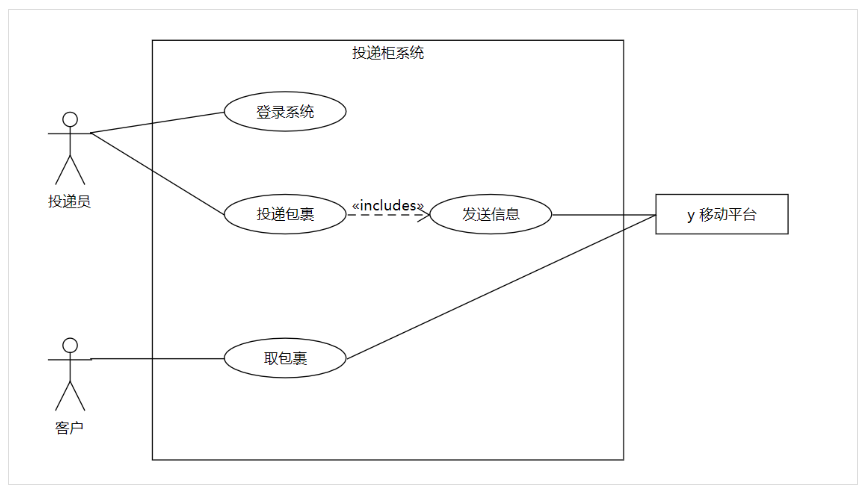 投递柜系统
登录系统
投递员
投递包裹
«includes»
发送信息
y 移动平台
取包裹
客户